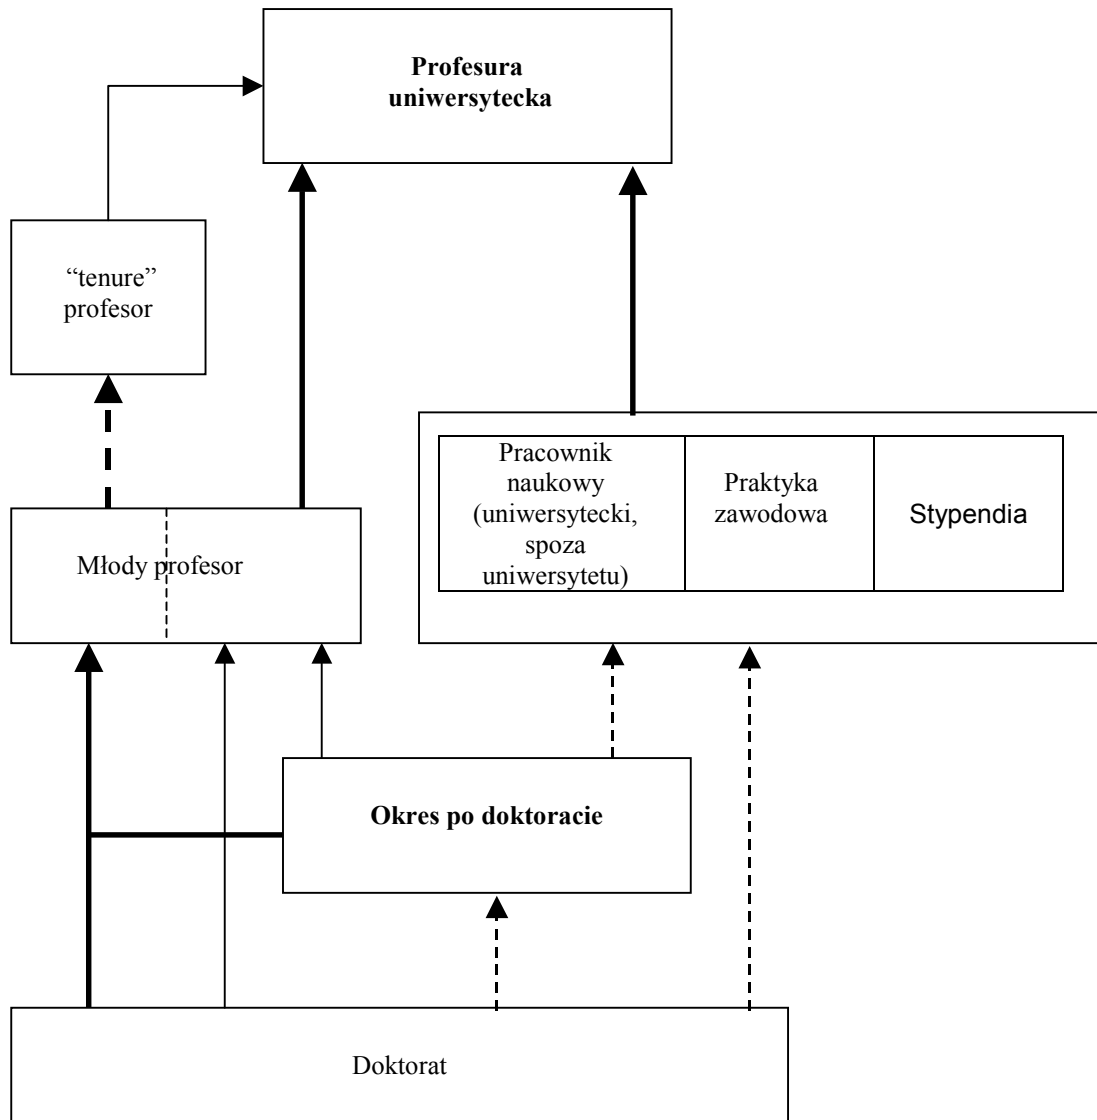 Profesura
uniwersytecka
“tenure”
profesor
Pracownik
naukowy
(uniwersytecki,
spoza
uniwersytetu)
Praktyka
zawodowa
Stypendia
Młody profesor
Okres po doktoracie
Doktorat